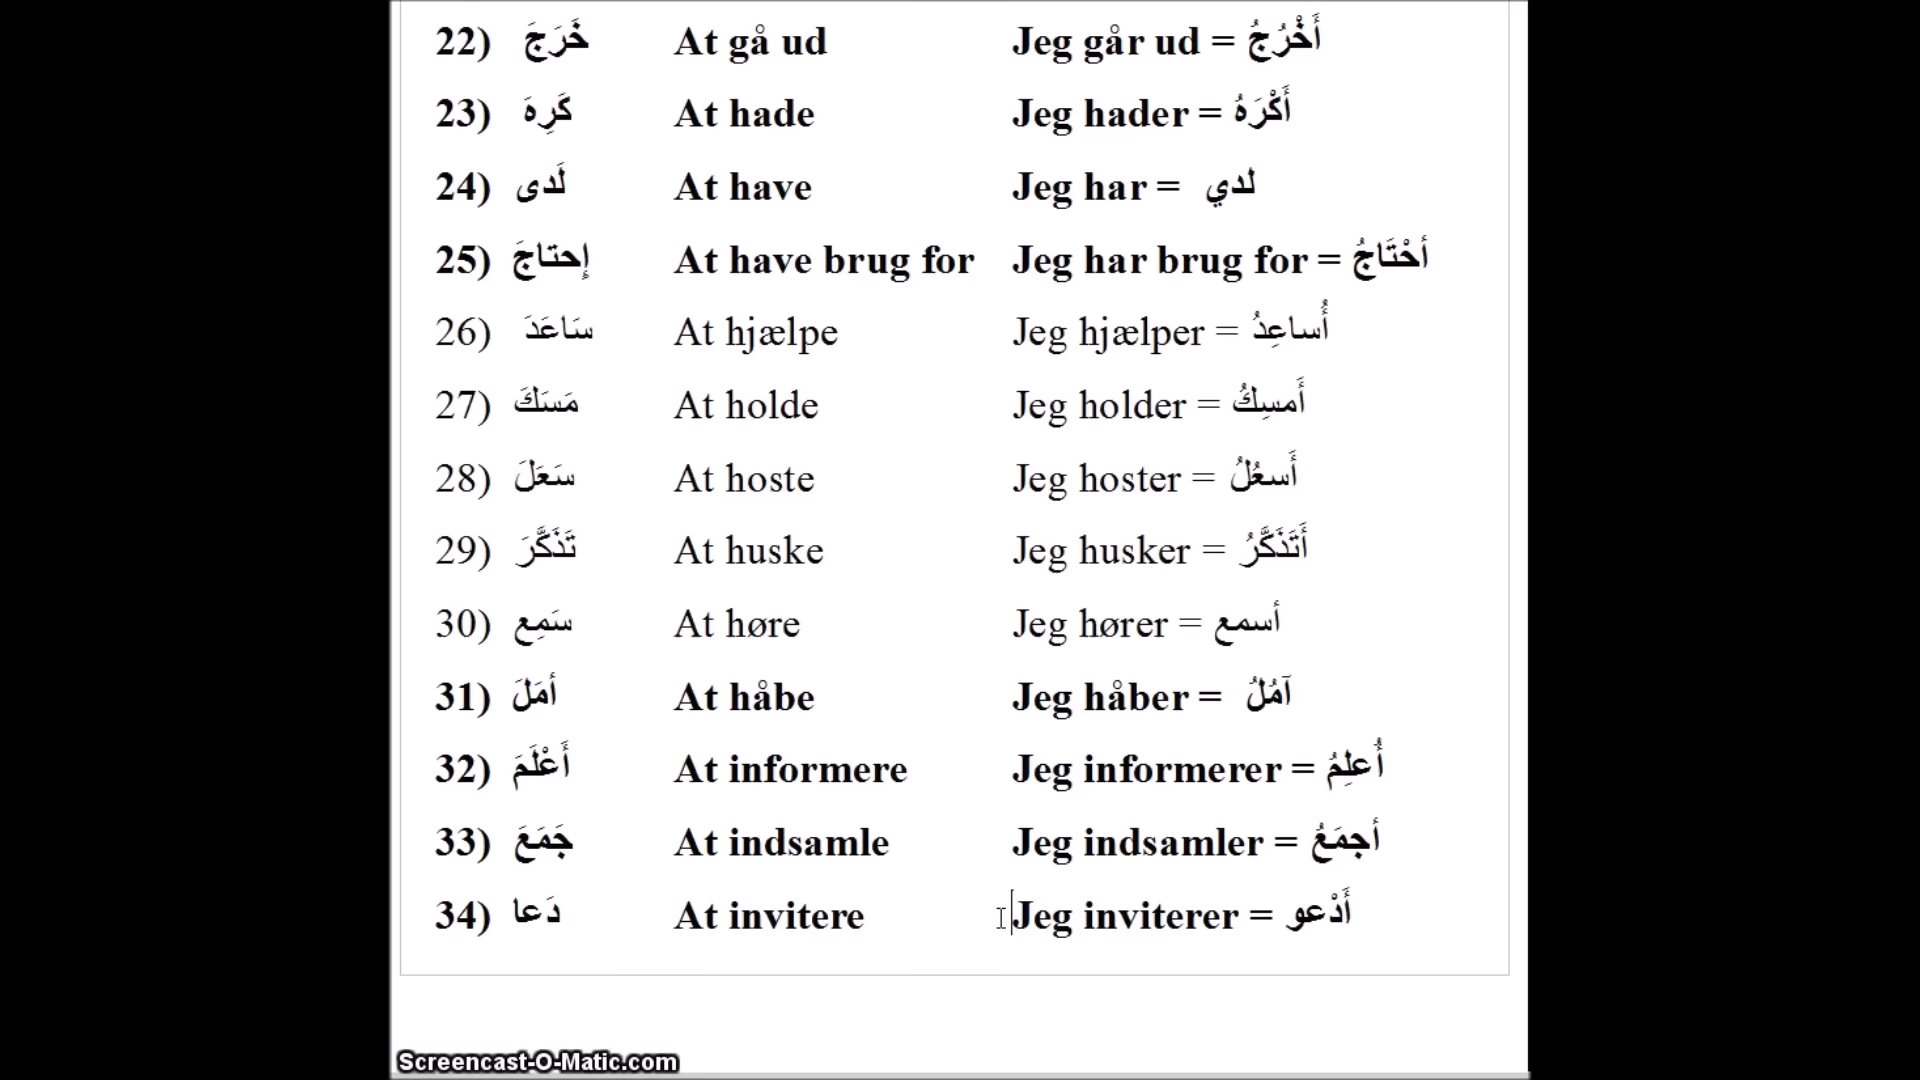 22) خَرَجَ At gå ud Jeg går ud = أَخْرُجُ
23) كَرِهَ At hade Jeg hader = أَكْرَهُ
24) لَدى At have Jeg har = لدي
25) إِحتاجَ At have brug for Jeg har brug for = أحْتَاجُ
26) سَاعَدَ At hjælpe Jeg hjælper = أُساعِدُ
27) مَسَكَ At holde Jeg holder = أَمسِكُ
28) سَعَلَ At hoste Jeg hoster = أَسعُلُ
29) تَذَكَّرَ At huske Jeg husker = أَتَذَكَّرُ
30) سَمِع At høre Jeg hører = أسمع
31) أمَلَ At håbe Jeg håber = آمُلُ
32) أَعْلَمَ At informere Jeg informerer = أُعلِمُ
33) جَمَعَ At indsamle Jeg indsamler = أجمَعُ
34) دَعا At invitere Jeg inviterer = أَدْعو
Screencast-O-Matic.com